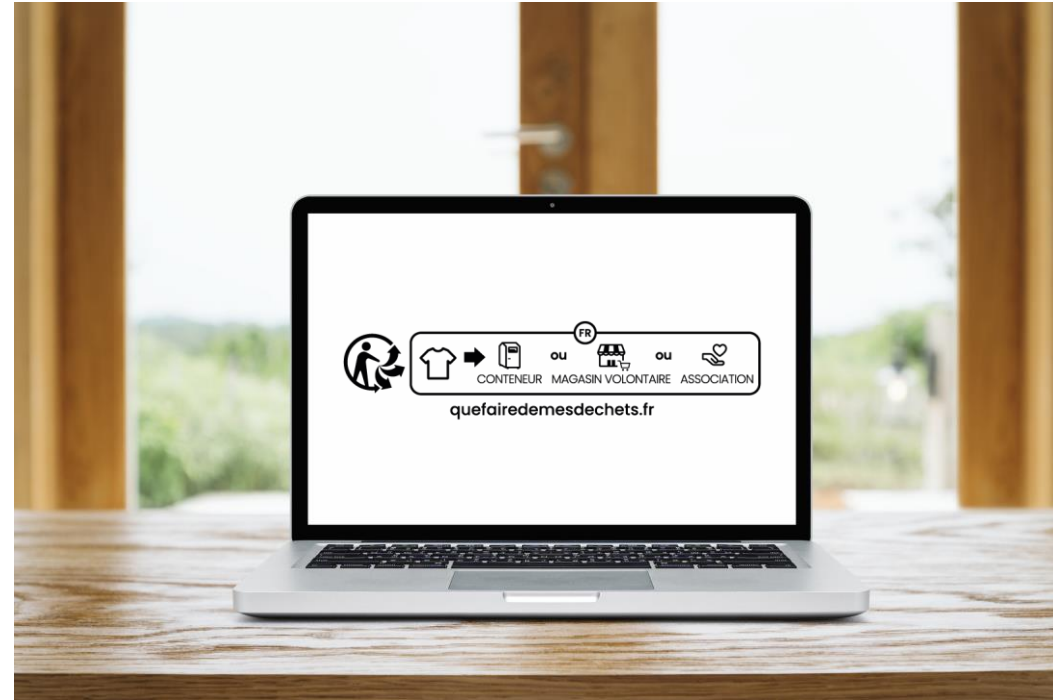 FR
ou ou
CONTENEUR MAGASIN VOLONTAIRE ASSOCIATION
quefairedemesdechets.fr